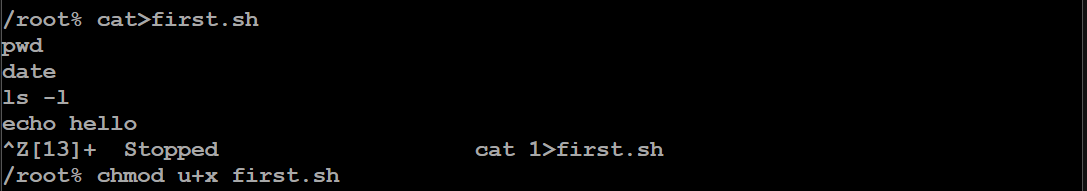 /root% cat>first.sh
pwd
date
ls -l
echo hello
^Z[13]+  Stopped                 cat 1>first.sh
/root% chmod u+x first.sh